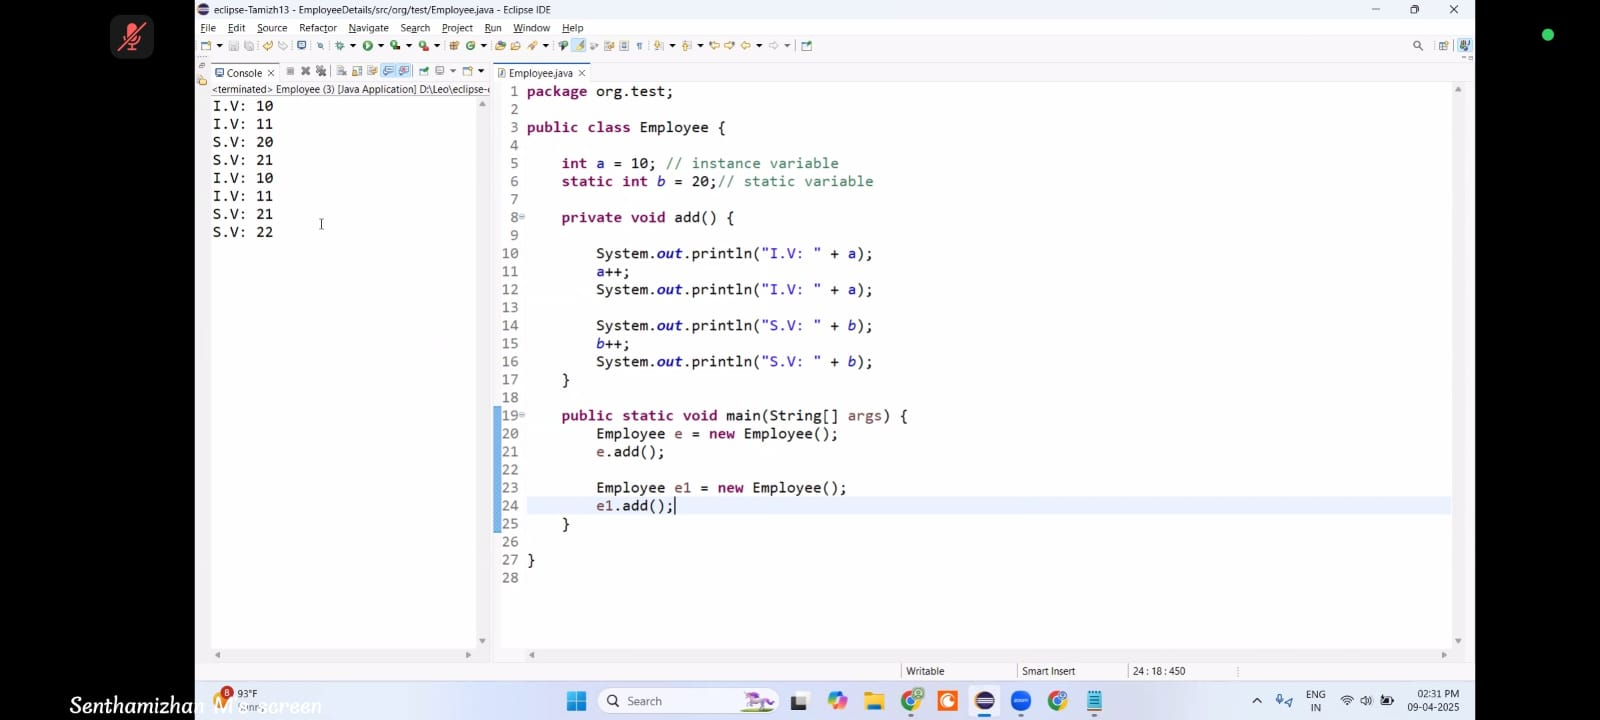 eclipse-Tamizh13 - EmployeeDetails/src/org/test/Employee.java - Eclipse IDE
File Edit Source Refactor Navigate Search Project Run Window Help
Console
<terminated> Employee (3) [Java Application] D:\Leo\eclipse-
I.V: 10
I.V: 11
S.V: 20
S.V: 21
I.V: 10
I.V: 11
S.V: 21
S.V: 22
Employee.java
1 package org.test;
2
3 public class Employee {
4
5 int a = 10; // instance variable
6 static int b = 20;// static variable
7
8 private void add() {
9
10 System.out.println("I.V: " + a);
11 a++;
12 System.out.println("I.V: " + a);
13
14 System.out.println("S.V: " + b);
15 b++;
16 System.out.println("S.V: " + b);
17 }
18
19 public static void main(String[] args) {
20 Employee e = new Employee();
21 e.add();
22
23 Employee e1 = new Employee();
24 e1.add();
25 }
26
27 }
28
Writable Smart Insert 24 : 18 : 450
8 93°F
Senthamizhan M's screen
Search
ENG
IN
02:31 PM
09-04-2025